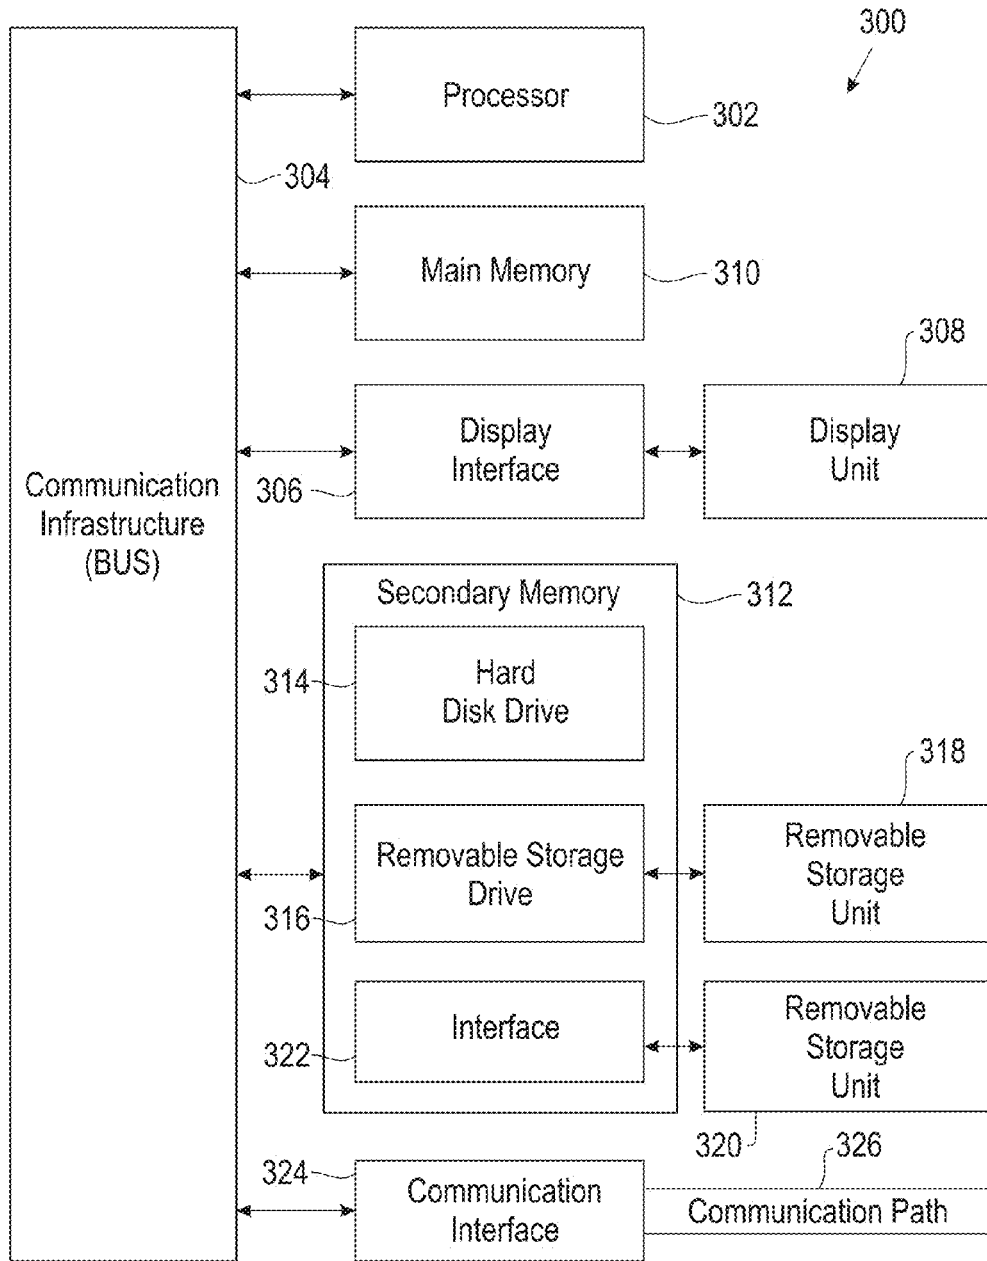 300
Processor
302
304
Main Memory
310
308
Display
Interface
306
Display
Unit
Communication
Infrastructure
(BUS)
Secondary Memory
312
314
Hard
Disk Drive
318
Removable Storage
Drive
316
Removable
Storage
Unit
Interface
322
Removable
Storage
Unit
320
326
324
Communication
Interface
Communication Path